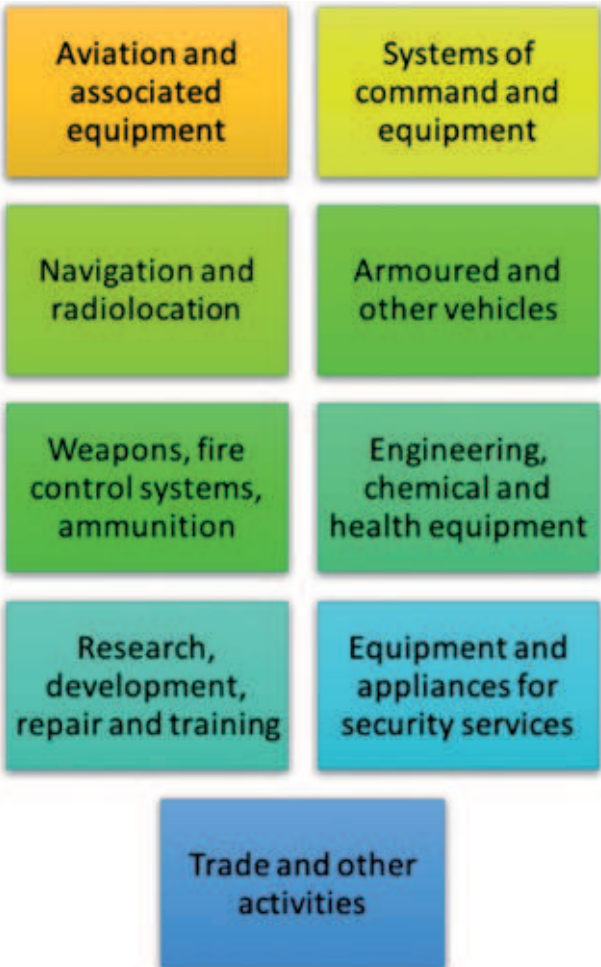 Aviation and
associated
equipment
Systems of
command and
equipment
Navigation and
radiolocation
Armoured and
other vehicles
Weapons, fire
control systems,
ammunition
Engineering,
chemical and
health equipment
Research,
development,
repair and training
Equipment and
appliances for
security services
Trade and other
activities